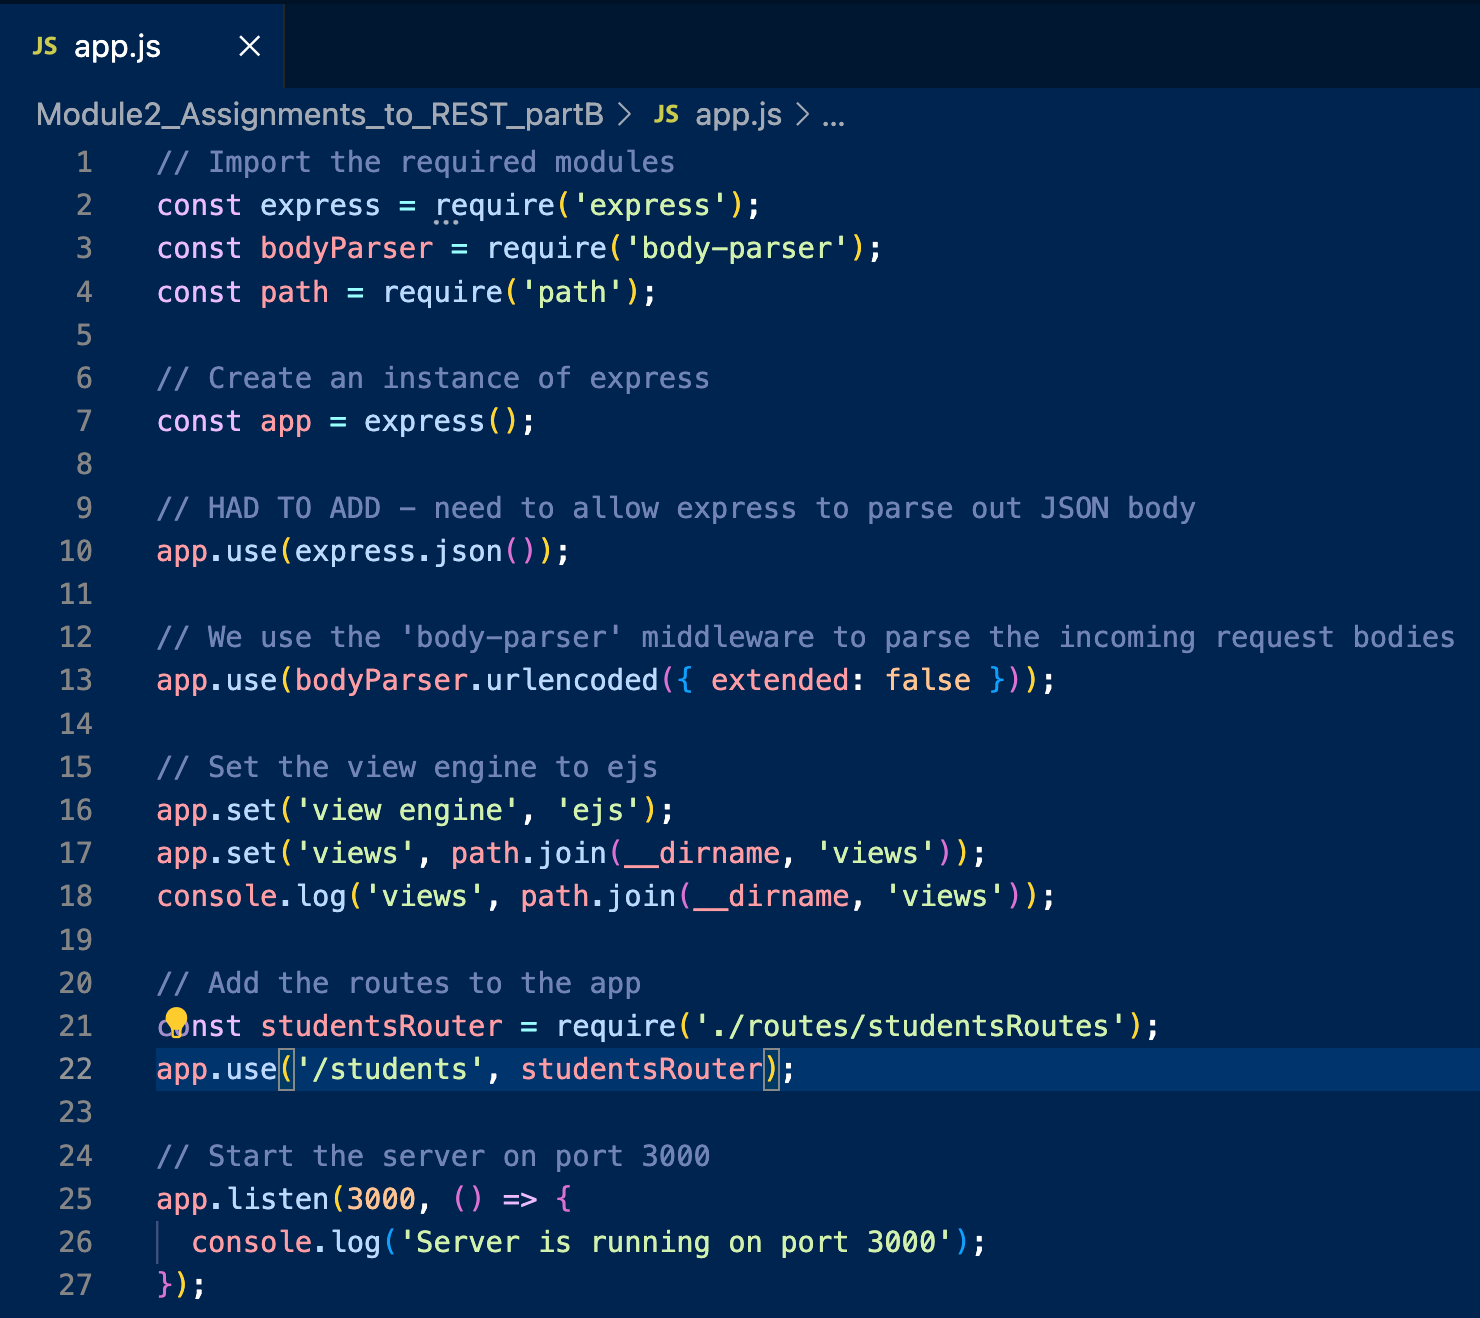 JS app.js ×
Module2_Assignments_to_REST_partB > JS app.js > ...
1 // Import the required modules
2 const express = require('express');
3 const bodyParser = require('body-parser');
4 const path = require('path');
5
6 // Create an instance of express
7 const app = express();
8
9 // HAD TO ADD - need to allow express to parse out JSON body
10 app.use(express.json());
11
12 // We use the 'body-parser' middleware to parse the incoming request bodies
13 app.use(bodyParser.urlencoded({ extended: false }));
14
15 // Set the view engine to ejs
16 app.set('view engine', 'ejs');
17 app.set('views', path.join(__dirname, 'views'));
18 console.log('views', path.join(__dirname, 'views'));
19
20 // Add the routes to the app
21 const studentsRouter = require('./routes/studentsRoutes');
22 app.use('/students', studentsRouter);
23
24 // Start the server on port 3000
25 app.listen(3000, () => {
26   console.log('Server is running on port 3000');
27 });